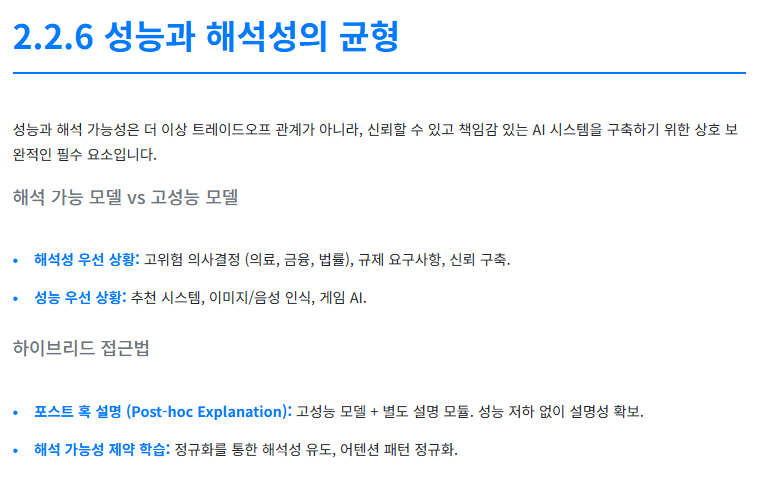 2.2.6 성능과 해석성의 균형
성능과 해석 가능성은 더 이상 트레이드오프 관계가 아니라, 신뢰할 수 있고 책임감 있는 AI 시스템을 구축하기 위한 상호 보
완적인 필수 요소입니다.
해석 가능 모델 vs 고성능 모델
• 해석성 우선 상황: 고위험 의사결정 (의료, 금융, 법률), 규제 요구사항, 신뢰 구축.
• 성능 우선 상황: 추천 시스템, 이미지/음성 인식, 게임 AI.
하이브리드 접근법
• 포스트 혹 설명 (Post-hoc Explanation): 고성능 모델 + 별도 설명 모듈. 성능 저하 없이 설명성 확보.
• 해석 가능성 제약 학습: 정규화를 통한 해석성 유도, 어텐션 패턴 정규화.